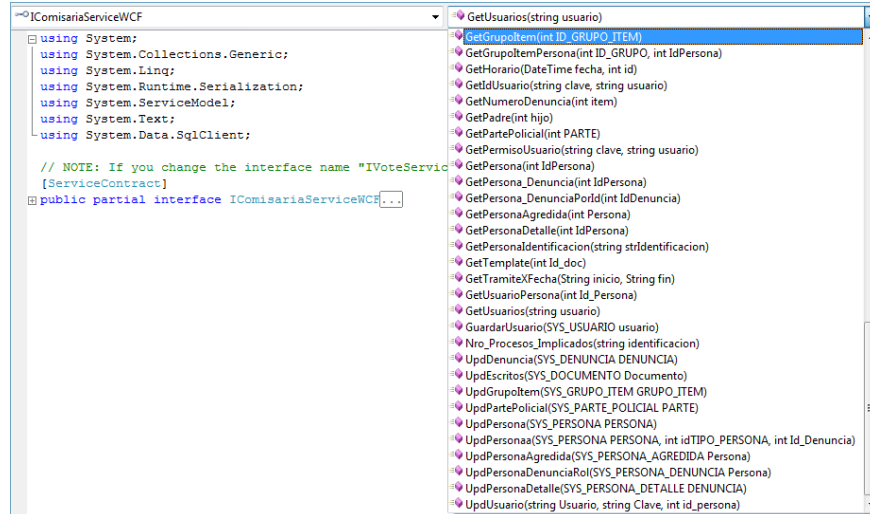 IComisariaServiceWCF
GetUsuarios(string usuario)
using System;
using System.Collections.Generic;
using System.Linq;
using System.Runtime.Serialization;
using System.ServiceModel;
using System.Text;
using System.Data.SqlClient;
// NOTE: If you change the interface name "IVoteServic
[ServiceContract]
public partial interface IComisariaServiceWCF...
GetGrupoItem(int ID_GRUPO_ITEM)
GetGrupoItemPersona(int ID_GRUPO, int IdPersona)
GetHorario(DateTime fecha, int id)
GetIdUsuario(string clave, string usuario)
GetNumeroDenuncia(int item)
GetPadre(int hijo)
GetPartePolicial(int PARTE)
GetPermisoUsuario(string clave, string usuario)
GetPersona(int IdPersona)
GetPersona_Denuncia(int IdPersona)
GetPersona_DenunciaPorId(int IdDenuncia)
GetPersonaAgredida(int Persona)
GetPersonaDetalle(int IdPersona)
GetPersonaIdentificacion(string strIdentificacion)
GetTemplate(int Id_doc)
GetTramiteXFecha(String inicio, String fin)
GetUsuarioPersona(int Id_Persona)
GetUsuarios(string usuario)
GuardarUsuario(SYS_USUARIO usuario)
Nro_Procesos_Implicados(string identificacion)
UpdDenuncia(SYS_DENUNCIA DENUNCIA)
UpdEscritos(SYS_DOCUMENTO Documento)
UpdGrupoItem(SYS_GRUPO_ITEM GRUPO_ITEM)
UpdPartePolicial(SYS_PARTE_POLICIAL PARTE)
UpdPersona(SYS_PERSONA PERSONA)
UpdPersonaa(SYS_PERSONA PERSONA, int idTIPO_PERSONA, int Id_Denuncia)
UpdPersonaAgredida(SYS_PERSONA_AGREDIDA Persona)
UpdPersonaDenunciaRol(SYS_PERSONA_DENUNCIA Persona)
UpdPersonaDetalle(SYS_PERSONA_DETALLE DENUNCIA)
UpdUsuario(string Usuario, string Clave, int id_persona)